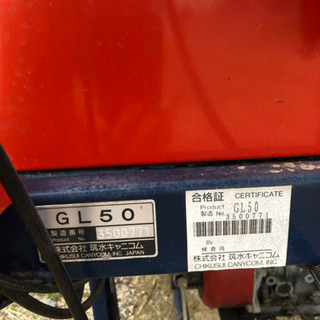 GL50
製造番号
Product No.
3500771
株式会社 筑水キャニコム
CHIKUSUI CANYCOM, INC. JAPAN
合格証 CERTIFICATE
Product GL50
製造 No. 3500771
By
検査員
株式会社 筑水キャニコム
CHIKUSUI CANYCOM, INC.